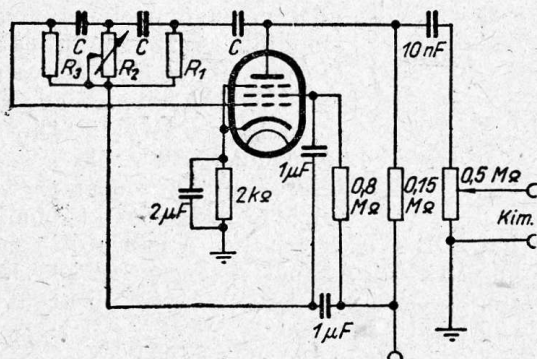 C
C
C
R3
R2
R1
10 nF
1µF
2µF
2kΩ
0,8
MΩ
0,15
MΩ
0,5 MΩ
Kim.
1µF